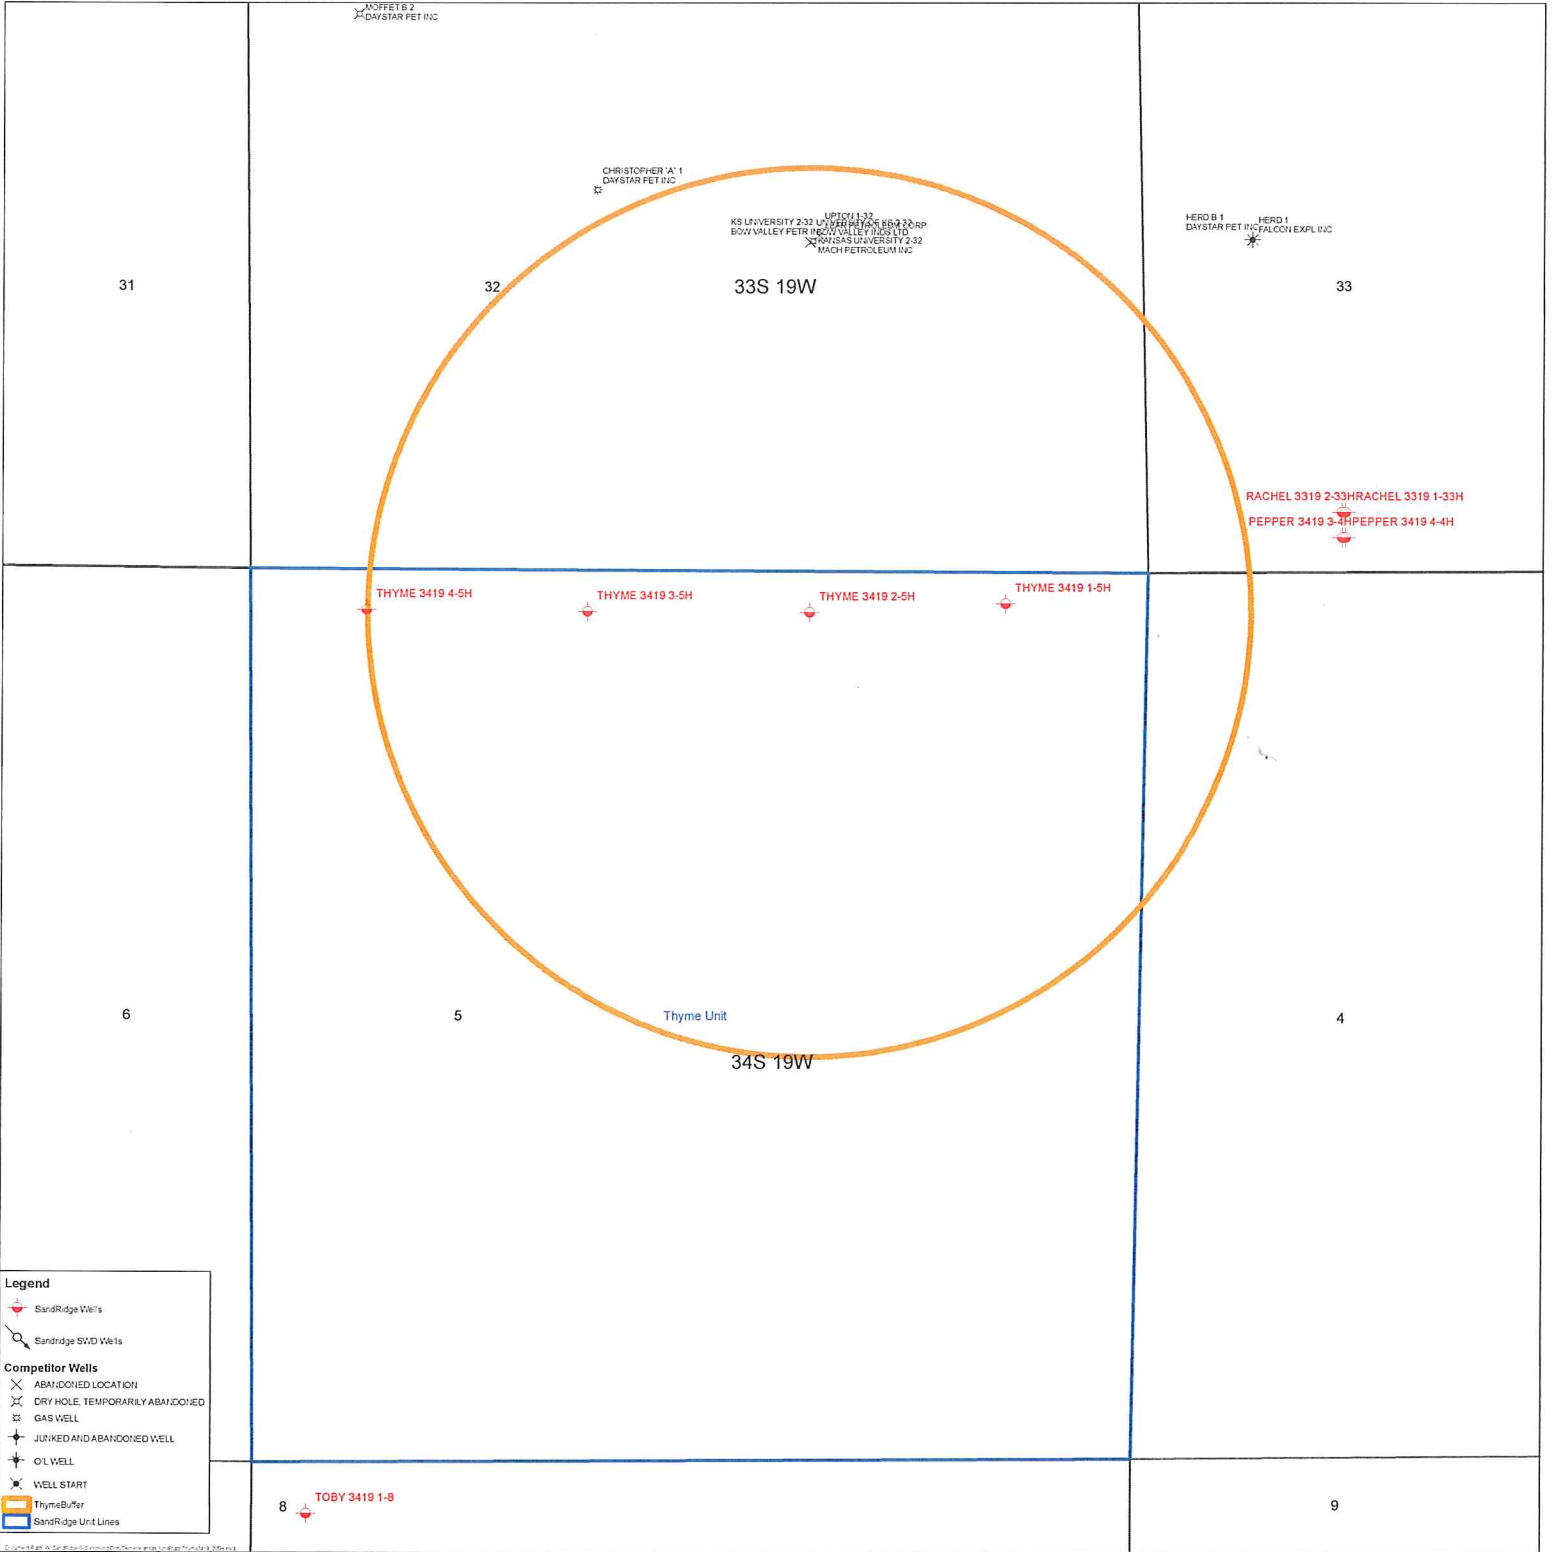 MOFFET B 2
DAYSTAR PET INC
CHRISTOPHER "A" 1
DAYSTAR PET INC
UPTON 1-32
KS UNIVERSITY 2-32
BOW VALLEY PETR
BOW VALLEY INDS LTD
KANSAS UNIVERSITY 2-32
MACH PETROLEUM INC
HERD B 1
DAYSTAR PET INC
HERD 1
FALCON EXPL INC
31
32
33S 19W
33
RACHEL 3319 2-33H RACHEL 3319 1-33H
PEPPER 3419 3-4H PEPPER 3419 4-4H
THYME 3419 4-5H
THYME 3419 3-5H
THYME 3419 2-5H
THYME 3419 1-5H
6
5
Thyme Unit
4
34S 19W
Legend
SandRidge Wells
Sandridge SWD Wells
Competitor Wells
ABANDONED LOCATION
DRY HOLE, TEMPORARILY ABANDONED
GAS WELL
JUNKED AND ABANDONED WELL
OIL WELL
WELL START
ThymeBuffer
SandRidge Unit Lines
8
TOBY 3419 1-8
9